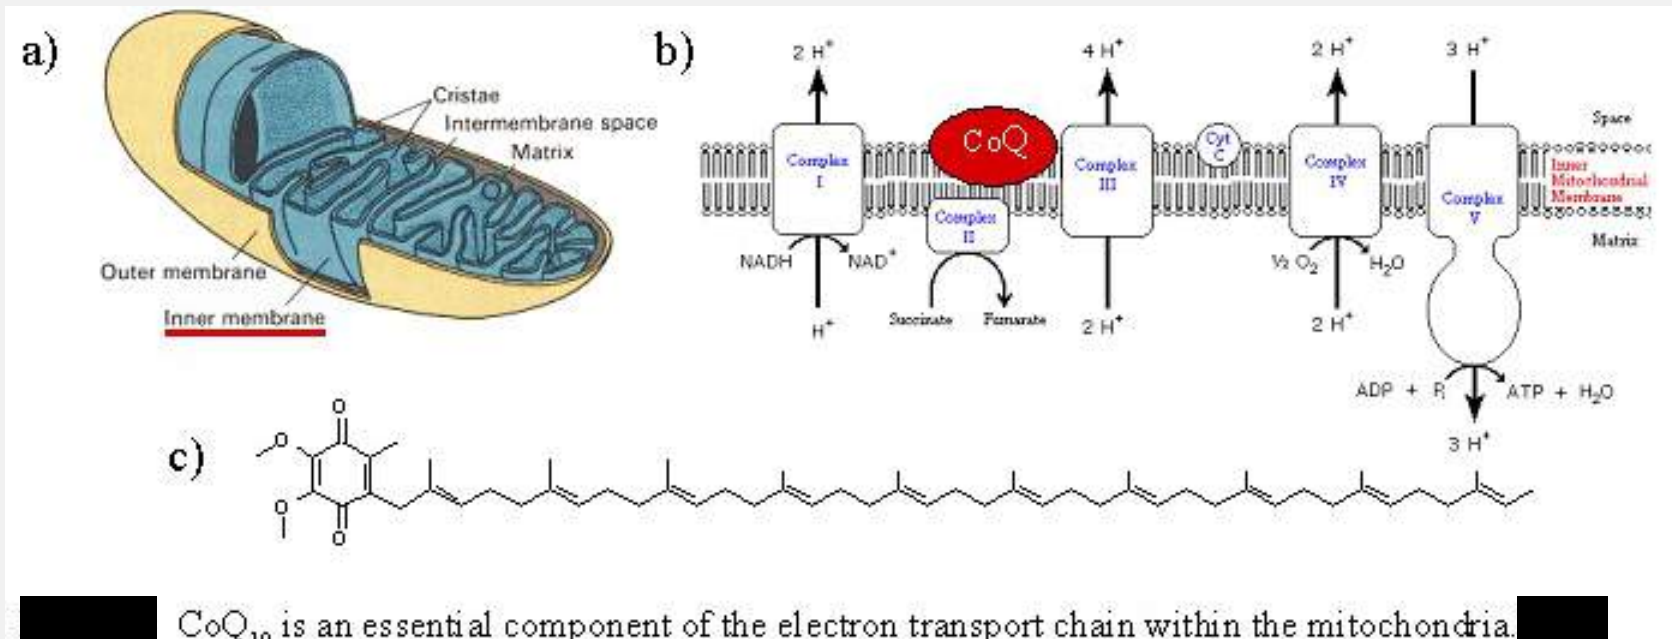 a)
Cristae
Intermembrane space
Matrix
Outer membrane
Inner membrane
b)
2 H⁺
4 H⁺
2 H⁺
3 H⁺
Space
CoQ
Cyt
C
Complex
I
Complex
III
Complex
IV
Inner
Mitochondrial
Membrane
Complex
V
Complex
II
Matrix
NADH
NAD⁺
½ O₂
H₂O
H⁺
Succinate
Fumarate
2 H⁺
2 H⁺
ADP + Pᵢ
ATP + H₂O
3 H⁺
c)
O
O
O
O
CoQ₁₀ is an essential component of the electron transport chain within the mitochondria.